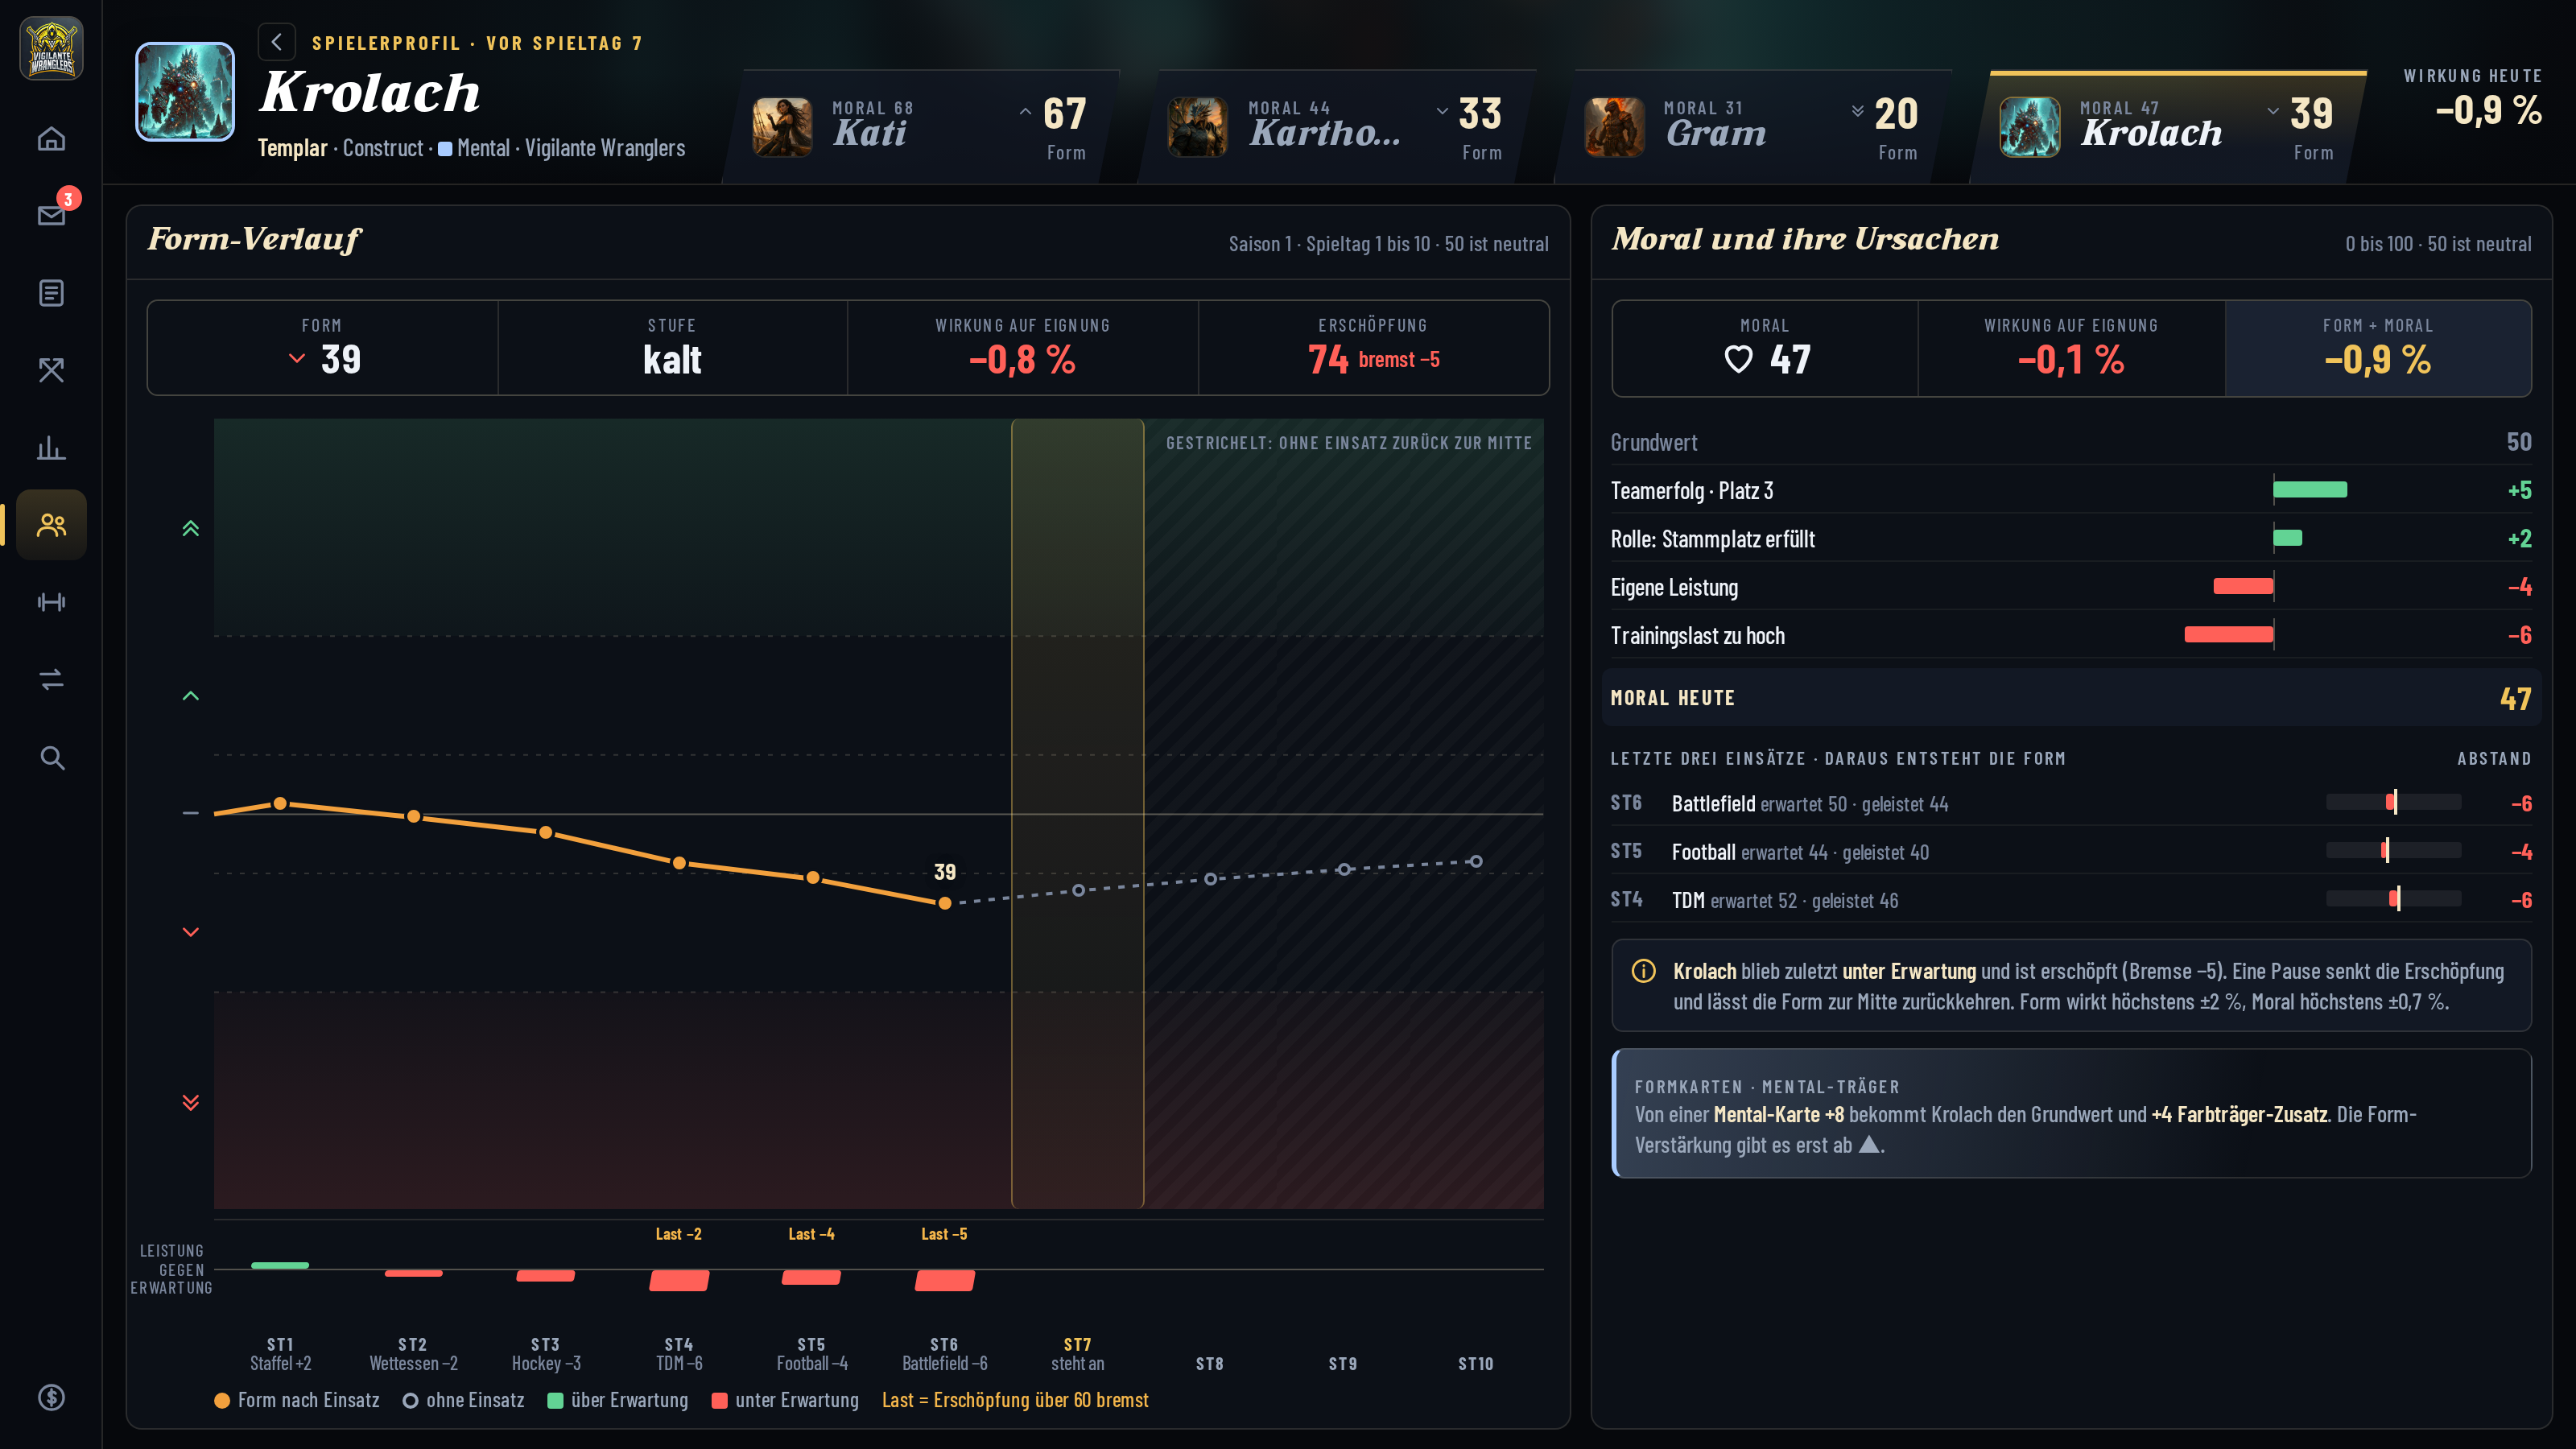 VIGILANTE
WRANGLERS
3
SPIELERPROFIL · VOR SPIELTAG 7
Krolach
Templar · Construct · Mental · Vigilante Wranglers
MORAL 68
Kati
67
Form
MORAL 44
Kartho...
33
Form
MORAL 31
Gram
20
Form
MORAL 47
Krolach
39
Form
WIRKUNG HEUTE
−0,9 %
Form-Verlauf
Saison 1 · Spieltag 1 bis 10 · 50 ist neutral
FORM
39
STUFE
kalt
WIRKUNG AUF EIGNUNG
−0,8 %
ERSCHÖPFUNG
74 bremst −5
GESTRICHELT: OHNE EINSATZ ZURÜCK ZUR MITTE
39
Last −2
Last −4
Last −5
LEISTUNG
GEGEN
ERWARTUNG
ST1
Staffel +2
ST2
Wettessen −2
ST3
Hockey −3
ST4
TDM −6
ST5
Football −4
ST6
Battlefield −6
ST7
steht an
ST8
ST9
ST10
Form nach Einsatz
ohne Einsatz
über Erwartung
unter Erwartung
Last = Erschöpfung über 60 bremst
Moral und ihre Ursachen
0 bis 100 · 50 ist neutral
MORAL
47
WIRKUNG AUF EIGNUNG
−0,1 %
FORM + MORAL
−0,9 %
Grundwert 50
Teamerfolg · Platz 3 +5
Rolle: Stammplatz erfüllt +2
Eigene Leistung −4
Trainingslast zu hoch −6
MORAL HEUTE 47
LETZTE DREI EINSÄTZE · DARAUS ENTSTEHT DIE FORM ABSTAND
ST6 Battlefield erwartet 50 · geleistet 44 −6
ST5 Football erwartet 44 · geleistet 40 −4
ST4 TDM erwartet 52 · geleistet 46 −6
Krolach blieb zuletzt unter Erwartung und ist erschöpft (Bremse −5). Eine Pause senkt die Erschöpfung
und lässt die Form zur Mitte zurückkehren. Form wirkt höchstens ±2 %, Moral höchstens ±0,7 %.
FORMKARTEN · MENTAL-TRÄGER
Von einer Mental-Karte +8 bekommt Krolach den Grundwert und +4 Farbträger-Zusatz. Die Form-
Verstärkung gibt es erst ab ▲.